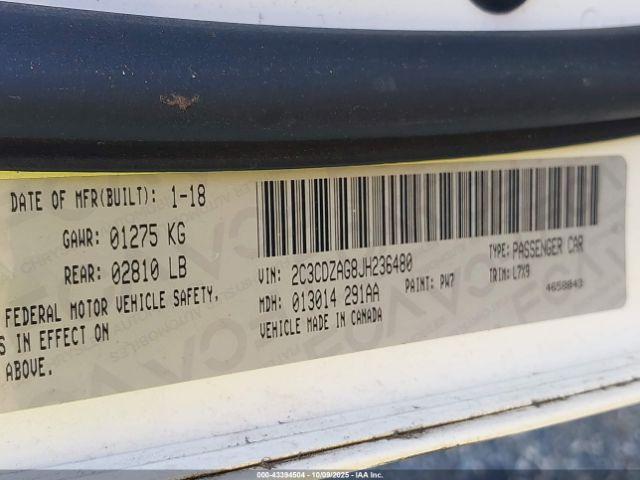 DATE OF MFR(BUILT): 1-18
GAWR: 01275 KG
REAR: 02810 LB
FEDERAL MOTOR VEHICLE SAFETY,
S IN EFFECT ON
ABOVE.
VIN: 2C3CDZAG8JH236480
TYPE: PASSENGER CAR
MDH: 013014 291AA
PAINT: PW7
TRIM: L7X9
VEHICLE MADE IN CANADA
4658843
000-43394504 | 10/09/2025 | IAA Inc.